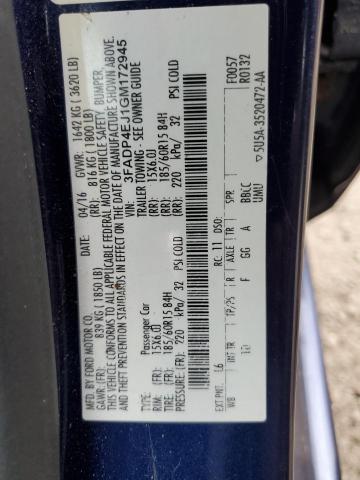 MFD. BY FORD MOTOR CO.
DATE: 04/16 GVWR: 1642 KG ( 3620 LB)
GAWR: (FR): 839 KG ( 1850 LB) (RR): 816 KG ( 1800 LB)
THIS VEHICLE CONFORMS TO ALL APPLICABLE FEDERAL MOTOR VEHICLE SAFETY, BUMPER,
AND THEFT PREVENTION STANDARDS IN EFFECT ON THE DATE OF MANUFACTURE SHOWN ABOVE.
VIN: 3FADP4EJ1GM172945
TYPE: Passenger Car TRAILER TOWING - SEE OWNER GUIDE
RIM: (FR): 15X6.0J (RR): 15X6.0J
TIRE: (FR): 185/60R15 84H (RR): 185/60R15 84H
PRESSURE: (FR): 220 kPa/ 32 PSI COLD (RR): 220 kPa/ 32 PSI COLD
EXT PNT: L6 RC: 11 DSO: F0057
R0132
WB INT TR TP/PS R AXLE TR SPR
F GG A BBLC
UMU
5U5A-3520472-AA